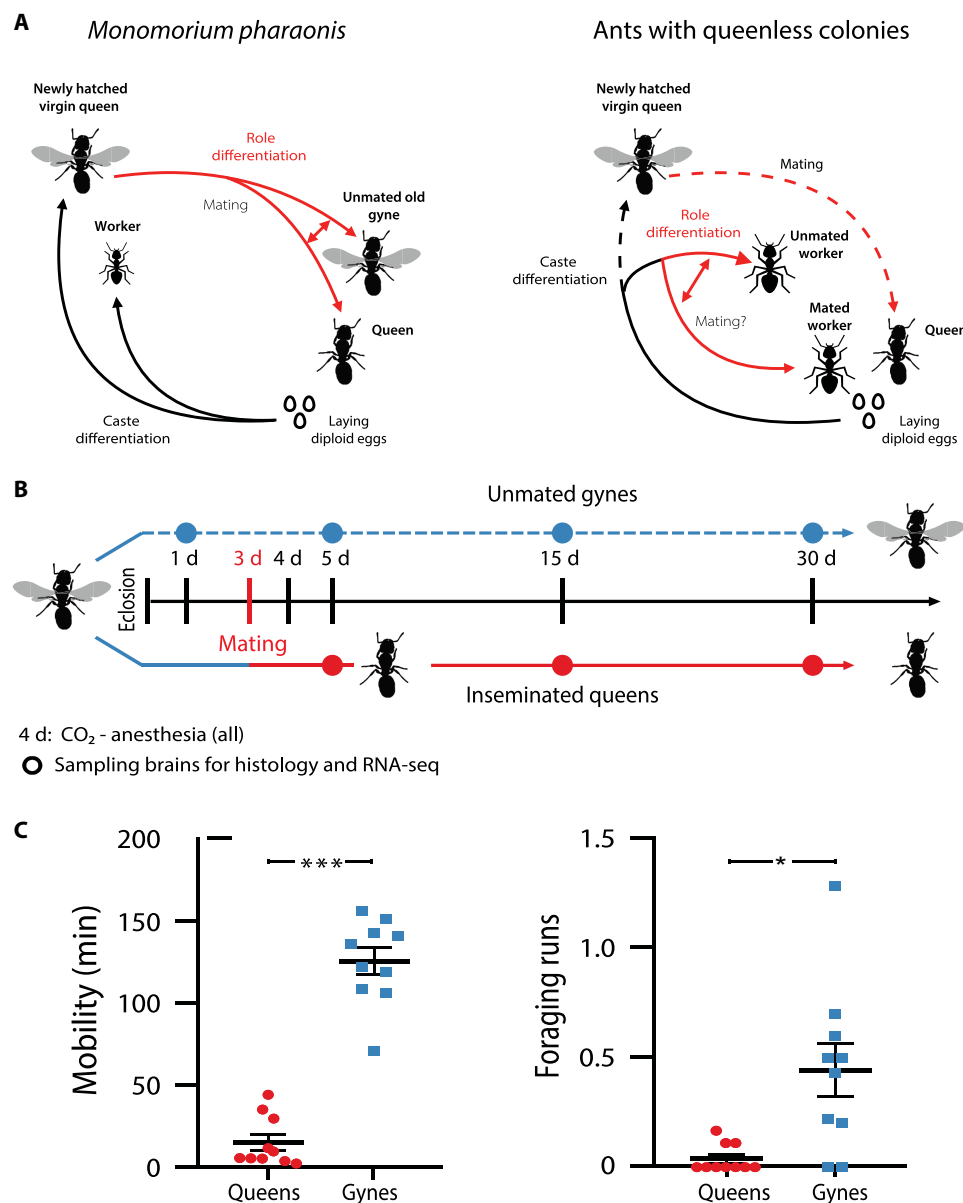 A
Monomorium pharaonis
Ants with queenless colonies
Newly hatched
virgin queen
Role
differentiation
Mating
Unmated old
gyne
Worker
Queen
Caste
differentiation
Laying
diploid eggs
Newly hatched
virgin queen
Mating
Role
differentiation
Unmated
worker
Caste
differentiation
Mating?
Mated
worker
Queen
Laying
diploid eggs
B
Unmated gynes
Eclosion
1 d
3 d
4 d
5 d
15 d
30 d
Mating
Inseminated queens
4 d: CO₂ - anesthesia (all)
Sampling brains for histology and RNA-seq
C
Mobility (min)
200
150
100
50
0
***
Queens
Gynes
Foraging runs
1.5
1.0
0.5
0
*
Queens
Gynes